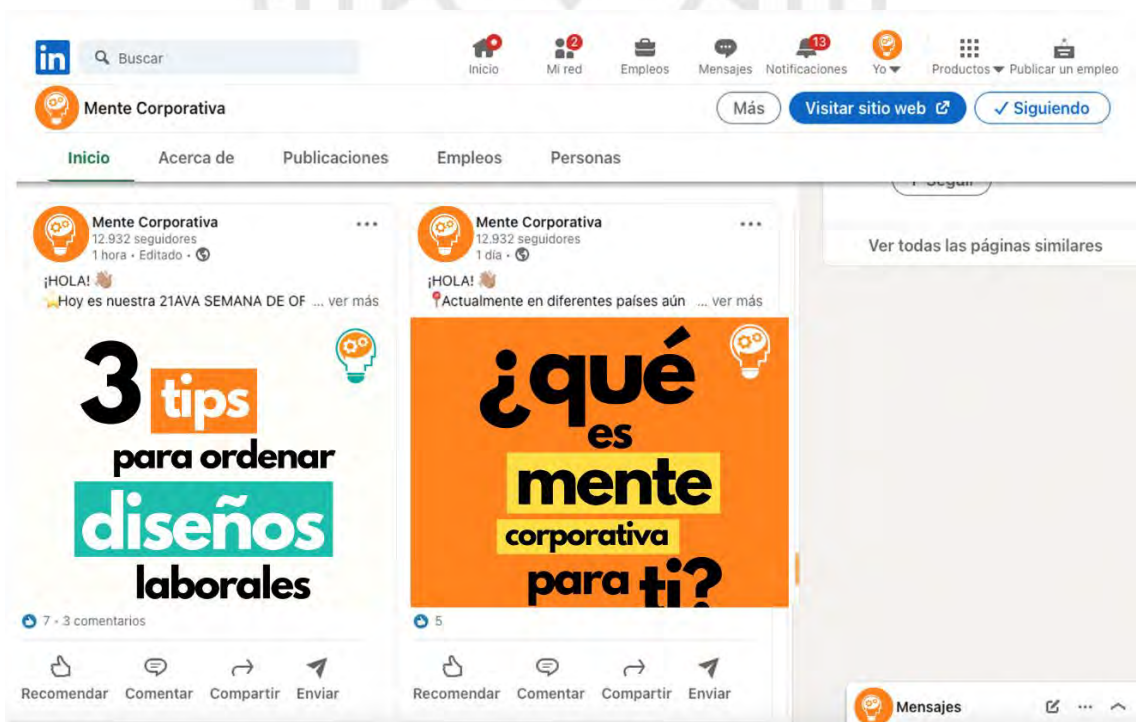 in Buscar
2
13
Inicio Mi red Empleos Mensajes Notificaciones Yo Productos Publicar un empleo
Mente Corporativa Más Visitar sitio web ✓ Siguiendo
Inicio Acerca de Publicaciones Empleos Personas
Seguir
Ver todas las páginas similares
Mente Corporativa
12.932 seguidores
1 hora • Editado •
¡HOLA! 👋🏽
⭐Hoy es nuestra 21AVA SEMANA DE OF ... ver más
3 tips
para ordenar
diseños
laborales
7 • 3 comentarios
Recomendar Comentar Compartir Enviar
Mente Corporativa
12.932 seguidores
1 día •
¡HOLA! 👋🏽
📍Actualmente en diferentes países aún ... ver más
¿qué
es
mente
corporativa
para ti?
5
Recomendar Comentar Compartir Enviar
Mensajes